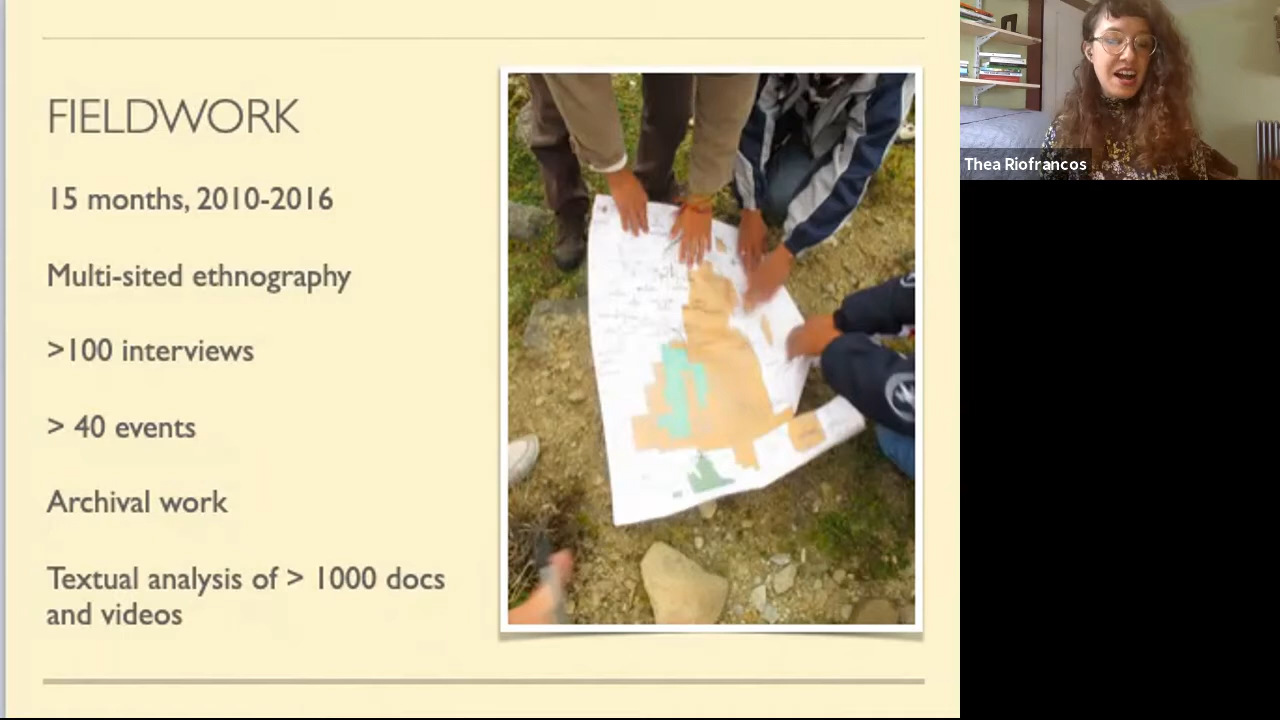 FIELDWORK
15 months, 2010-2016
Multi-sited ethnography
>100 interviews
> 40 events
Archival work
Textual analysis of > 1000 docs
and videos
Thea Riofrancos